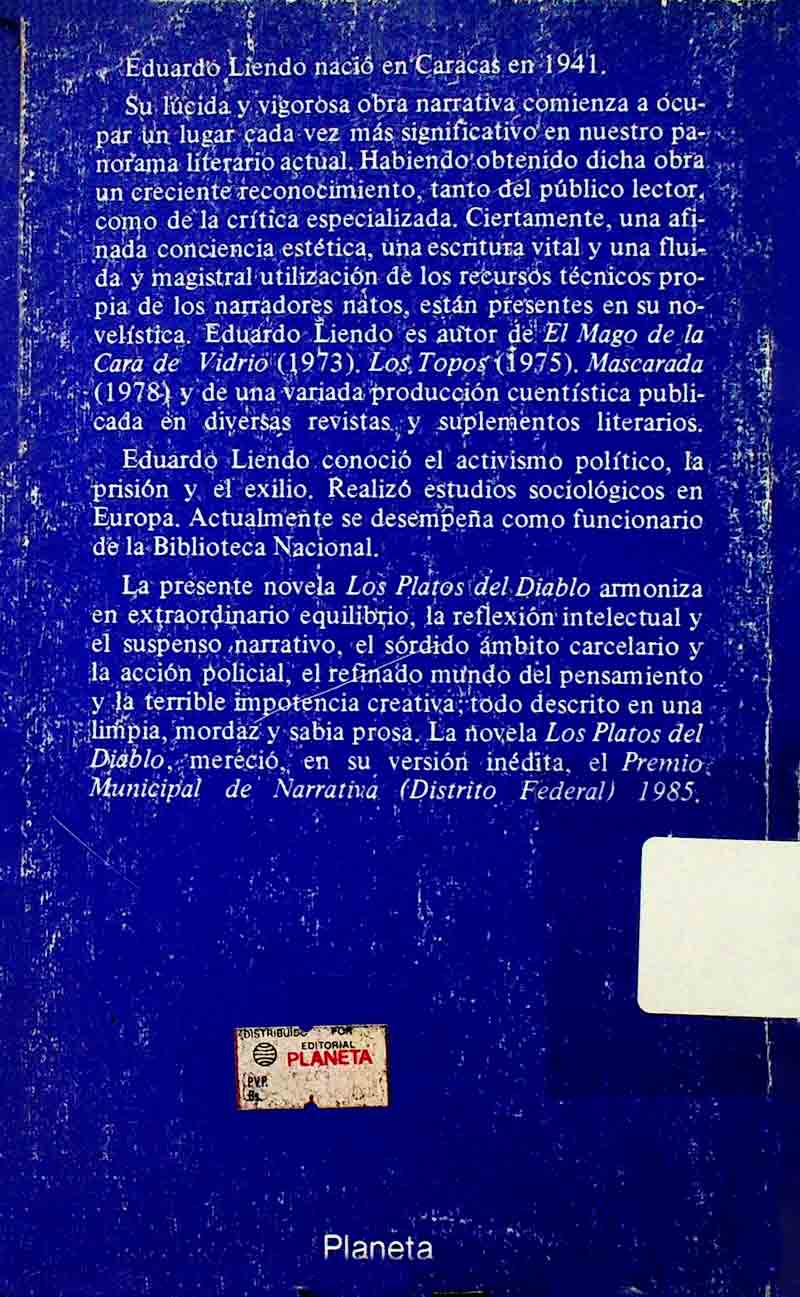 Eduardo Liendo nació en Caracas en 1941.
Su lúcida y vigorosa obra narrativa comienza a ocu-
par un lugar cada vez más significativo en nuestro pa-
norama literario actual. Habiendo obtenido dicha obra
un creciente reconocimiento, tanto del público lector,
como de la crítica especializada. Ciertamente, una afi-
nada conciencia estética, una escritura vital y una flui-
da y magistral utilización de los recursos técnicos pro-
pia de los narradores natos, están presentes en su no-
velística. Eduardo Liendo es autor de El Mago de la
Cara de Vidrio (1973). Los Topos (1975). Mascarada
(1978) y de una variada producción cuentística publi-
cada en diversas revistas y suplementos literarios.
Eduardo Liendo conoció el activismo político, la
prisión y el exilio. Realizó estudios sociológicos en
Europa. Actualmente se desempeña como funcionario
de la Biblioteca Nacional.
La presente novela Los Platos del Diablo armoniza
en extraordinario equilibrio, la reflexión intelectual y
el suspenso narrativo, el sórdido ámbito carcelario y
la acción policial, el refinado mundo del pensamiento
y la terrible impotencia creativa; todo descrito en una
limpia, mordaz y sabia prosa. La novela Los Platos del
Diablo, mereció, en su versión inédita, el Premio
Municipal de Narrativa (Distrito Federal) 1985.
DISTRIBUIDO POR
EDITORIAL
PLANETA
P.V.P.
Bs.
Planeta